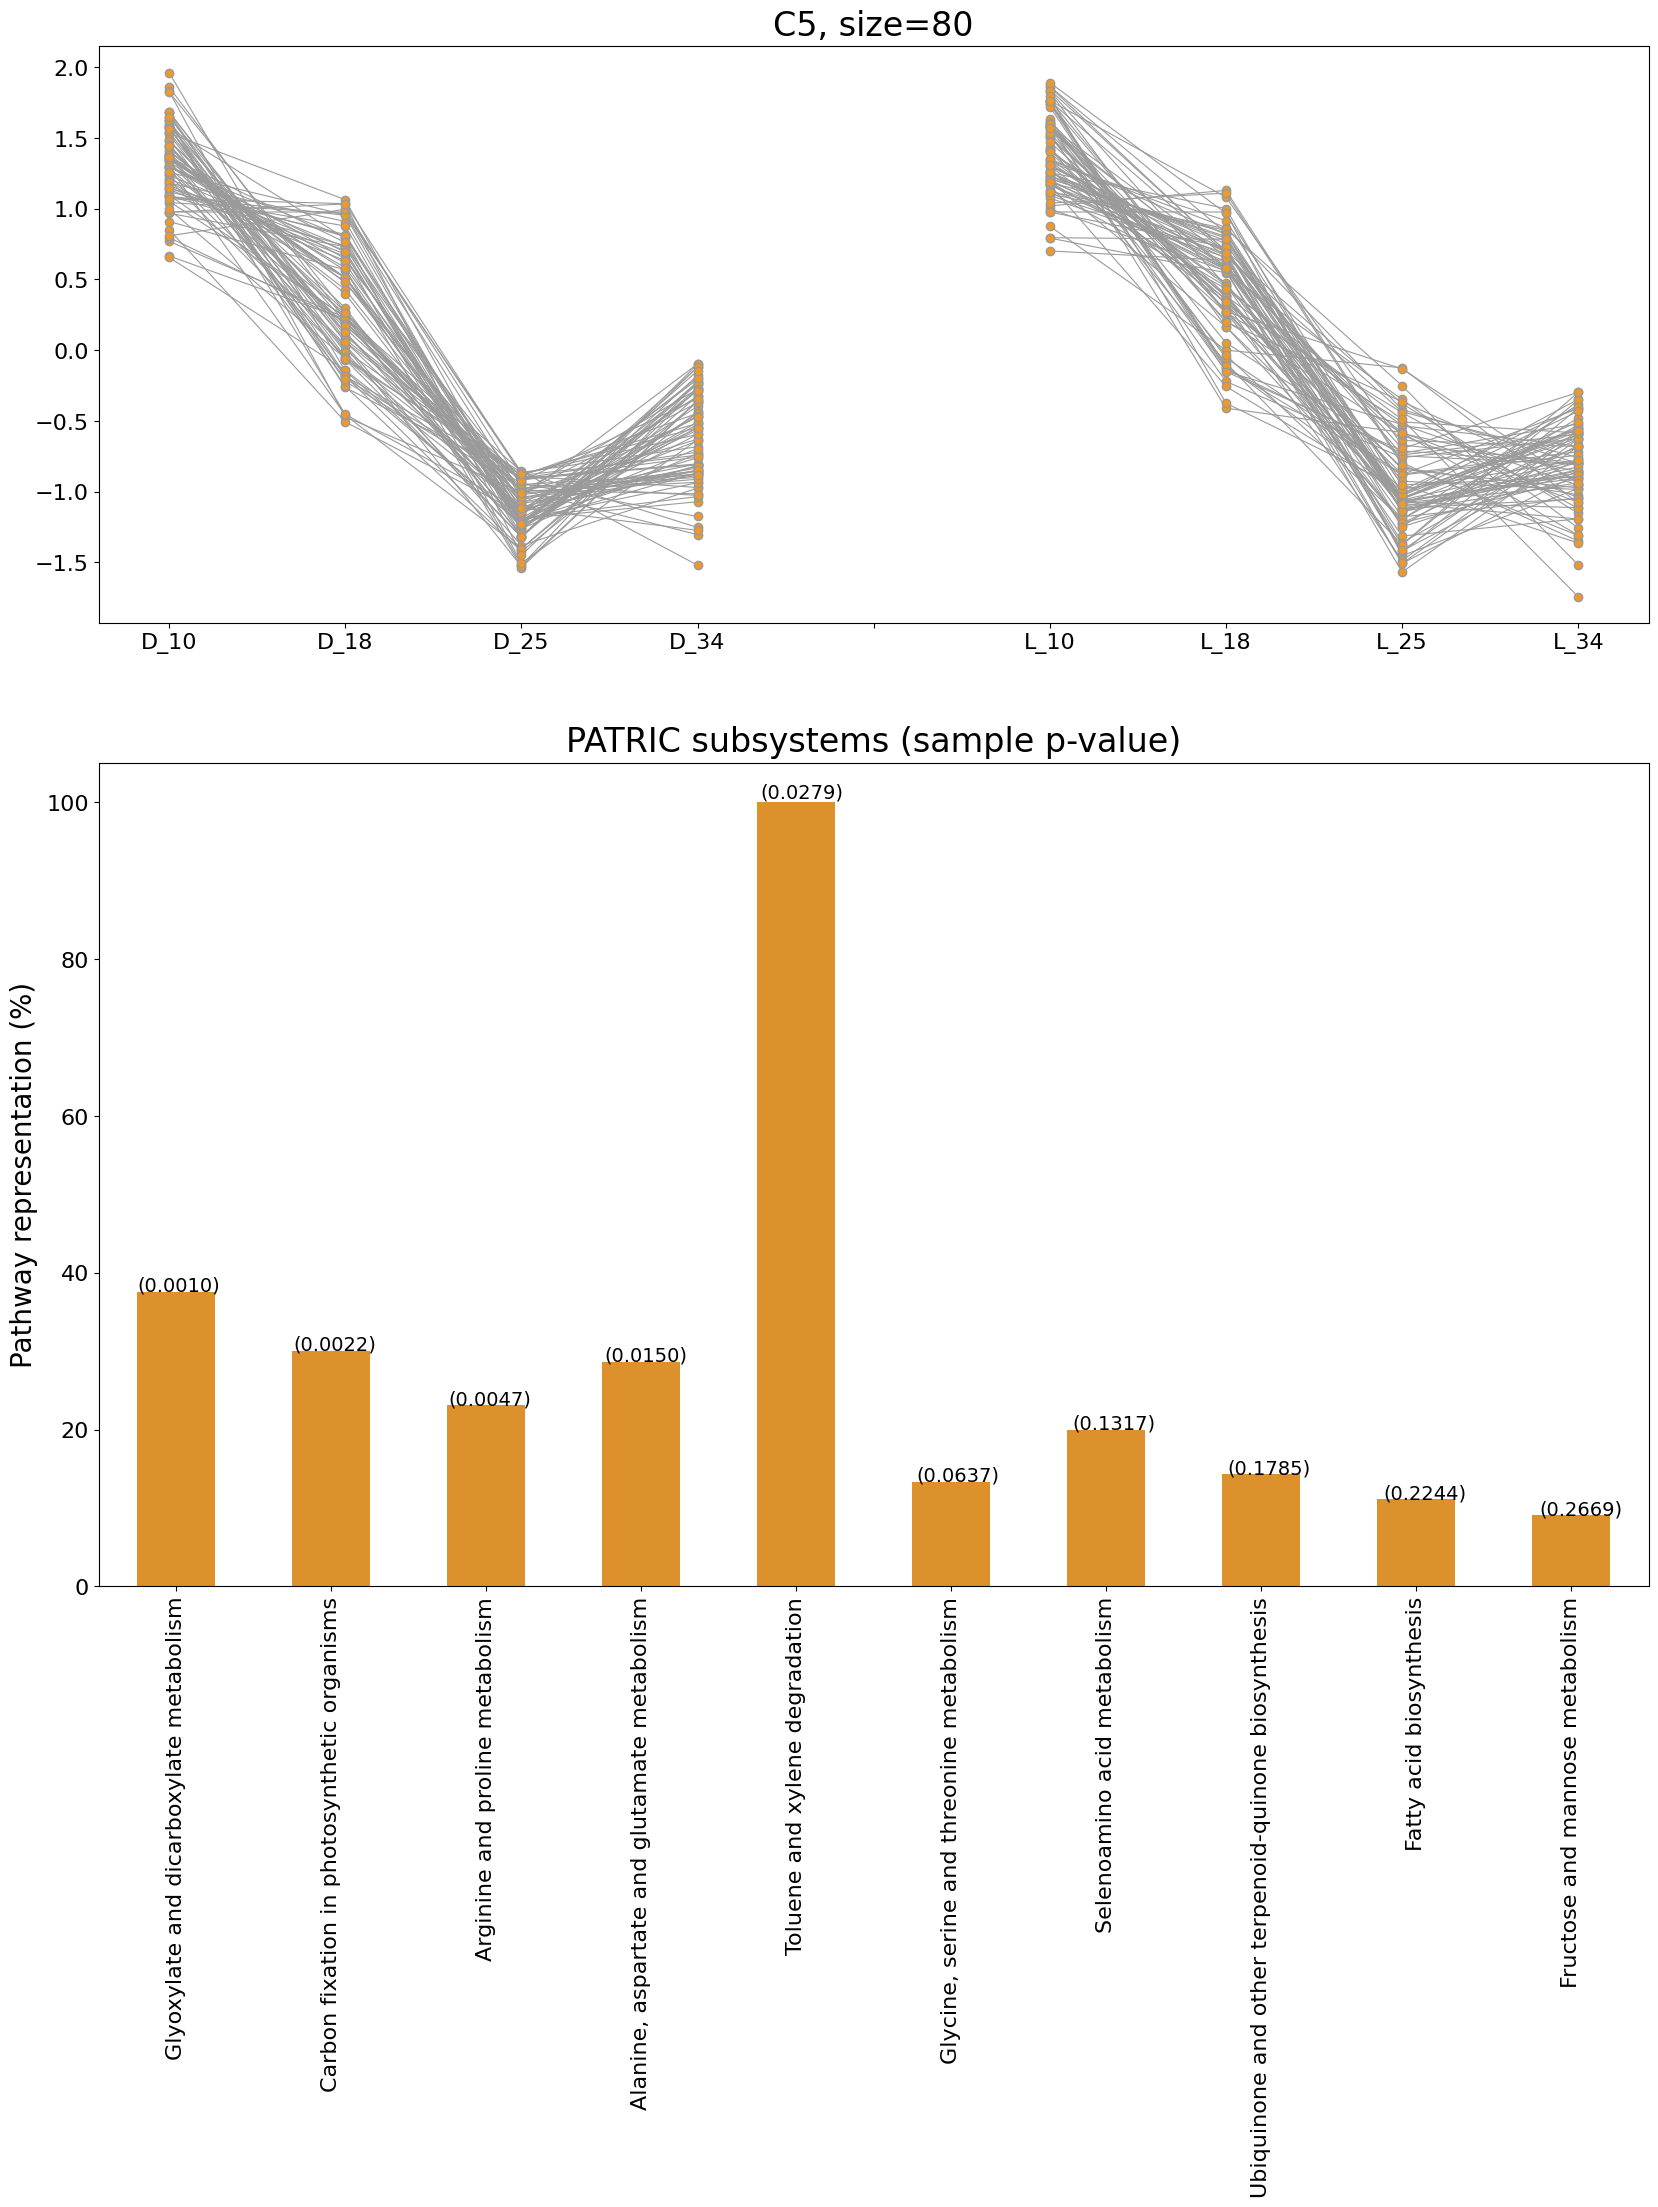 C5, size=80
2.0
1.5
1.0
0.5
0.0
−0.5
−1.0
−1.5
D_10 D_18 D_25 D_34 L_10 L_18 L_25 L_34
PATRIC subsystems (sample p-value)
Pathway representation (%)
100
80
60
40
20
0
(0.0010)
(0.0022)
(0.0047)
(0.0150)
(0.0279)
(0.0637)
(0.1317)
(0.1785)
(0.2244)
(0.2669)
Glyoxylate and dicarboxylate metabolism
Carbon fixation in photosynthetic organisms
Arginine and proline metabolism
Alanine, aspartate and glutamate metabolism
Toluene and xylene degradation
Glycine, serine and threonine metabolism
Selenoamino acid metabolism
Ubiquinone and other terpenoid-quinone biosynthesis
Fatty acid biosynthesis
Fructose and mannose metabolism